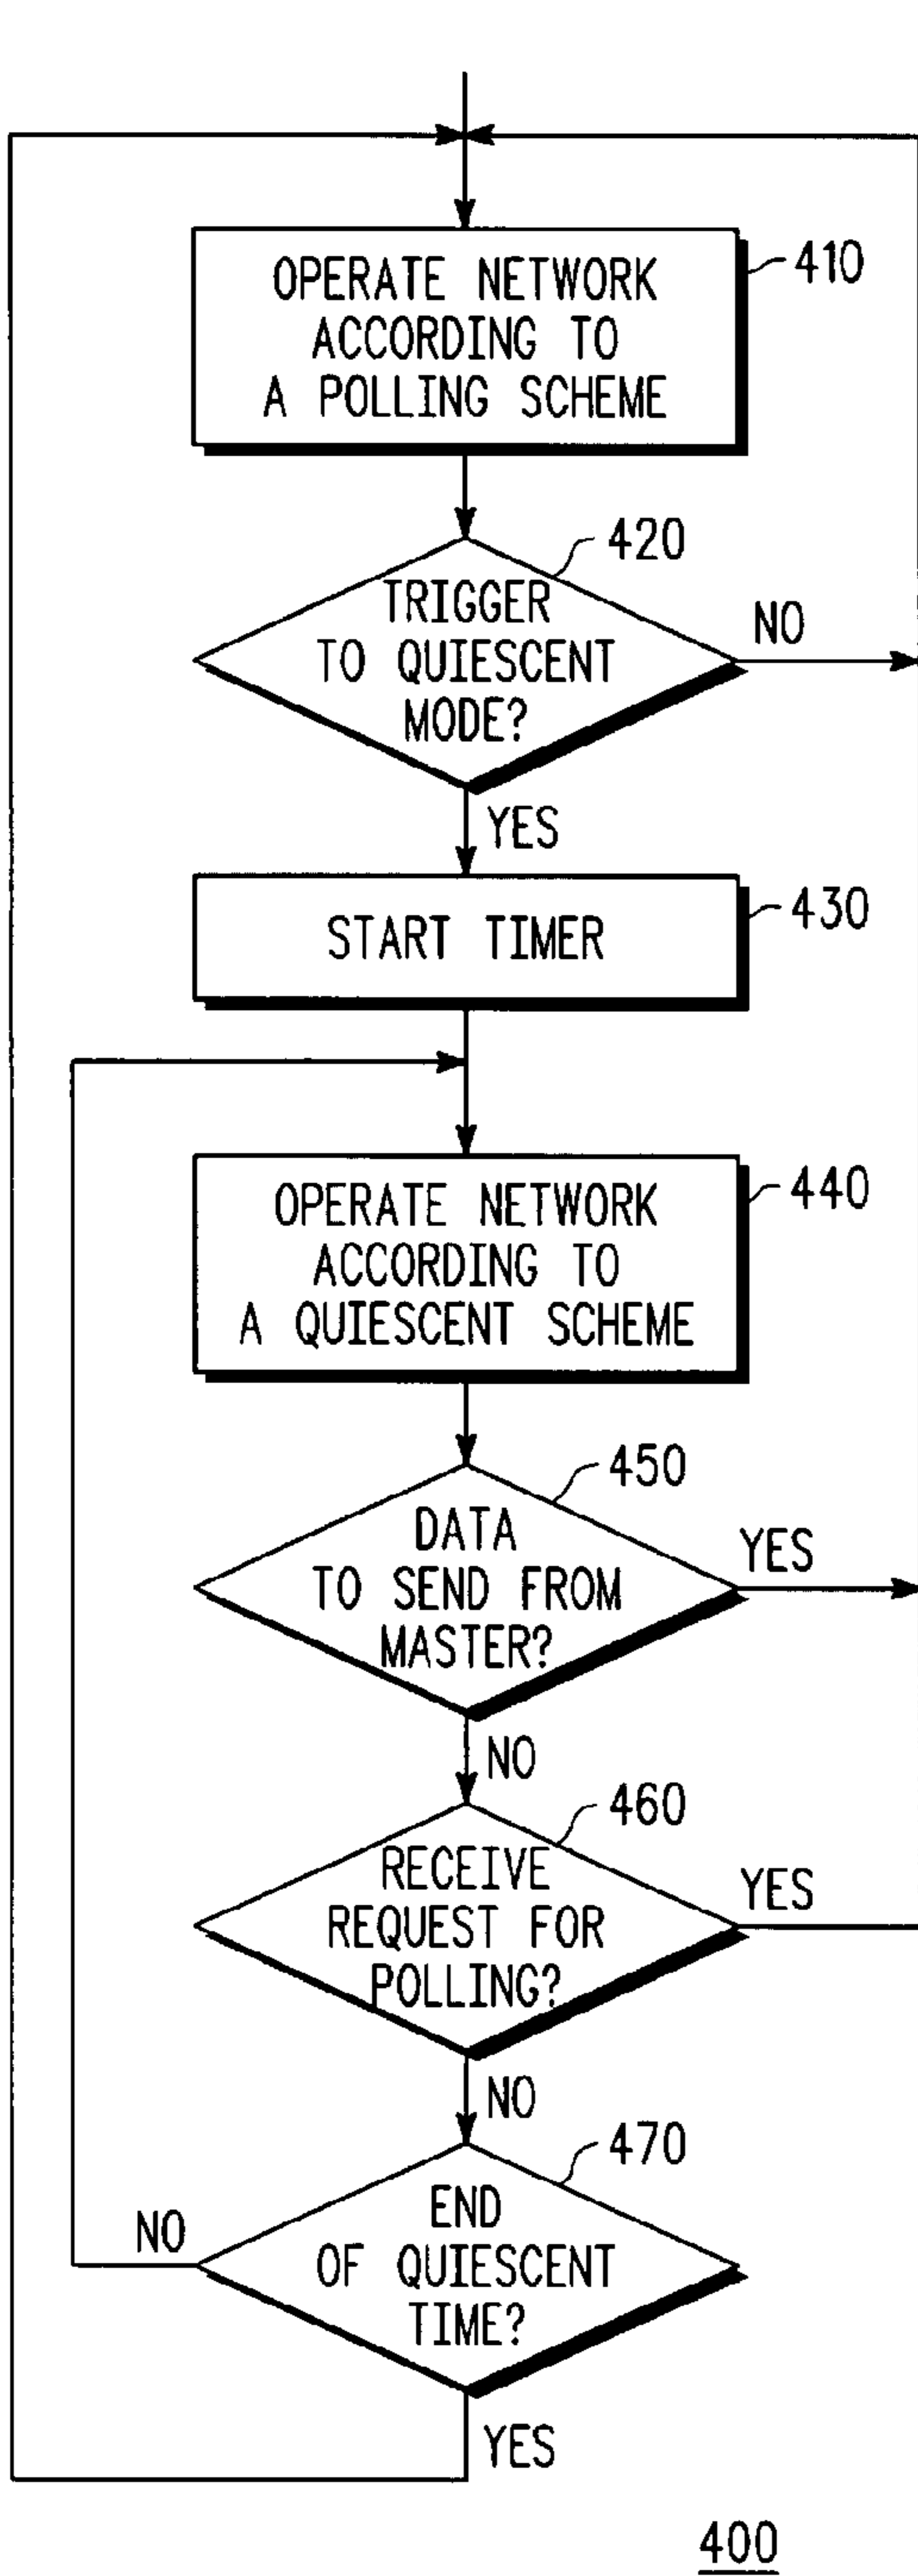 OPERATE NETWORK
ACCORDING TO
A POLLING SCHEME
410
420
TRIGGER
TO QUIESCENT
MODE?
NO
YES
START TIMER
430
OPERATE NETWORK
ACCORDING TO
A QUIESCENT SCHEME
440
450
DATA
TO SEND FROM
MASTER?
YES
NO
460
RECEIVE
REQUEST FOR
POLLING?
YES
NO
470
END
OF QUIESCENT
TIME?
NO
YES
400